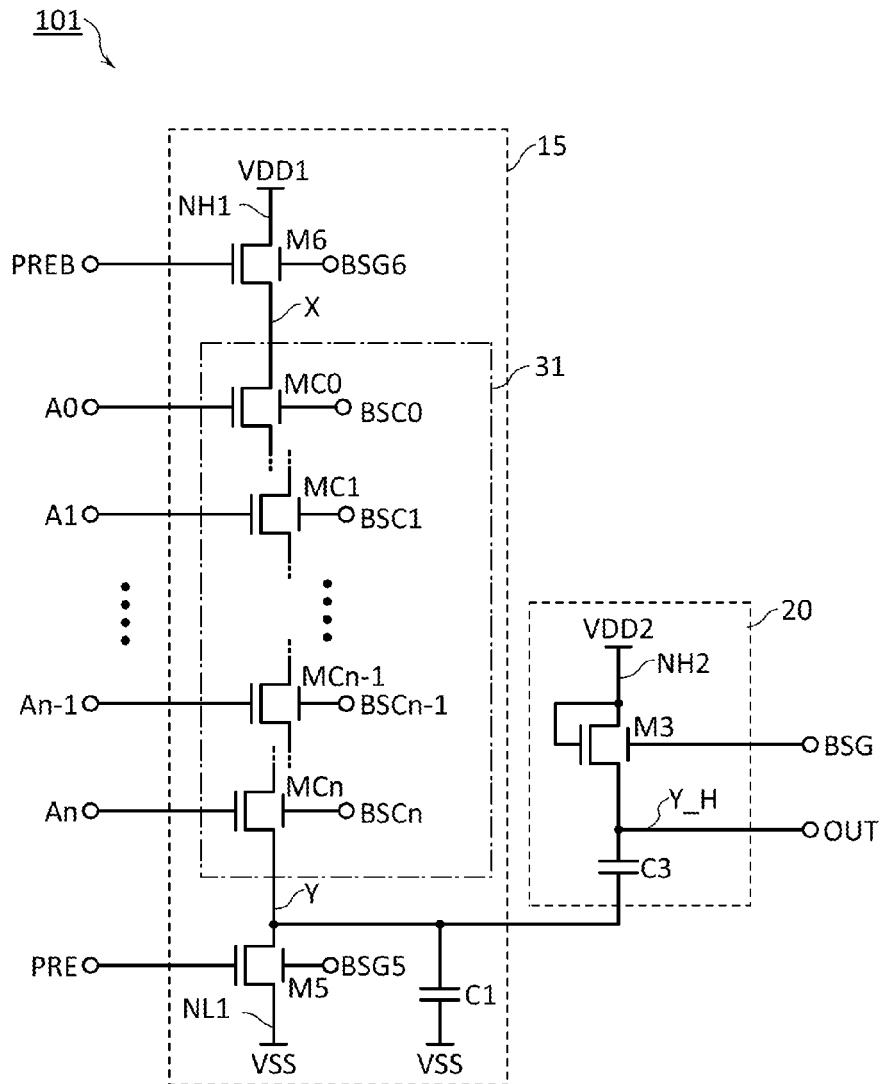 101
15
VDD1
NH1
M6
PREB
BSG6
X
31
MC0
A0
BSC0
MC1
A1
BSC1
20
VDD2
MCn-1
NH2
An-1
BSCn-1
M3
BSG
MCn
An
BSCn
Y_H
OUT
C3
Y
PRE
BSG5
M5
C1
NL1
VSS
VSS